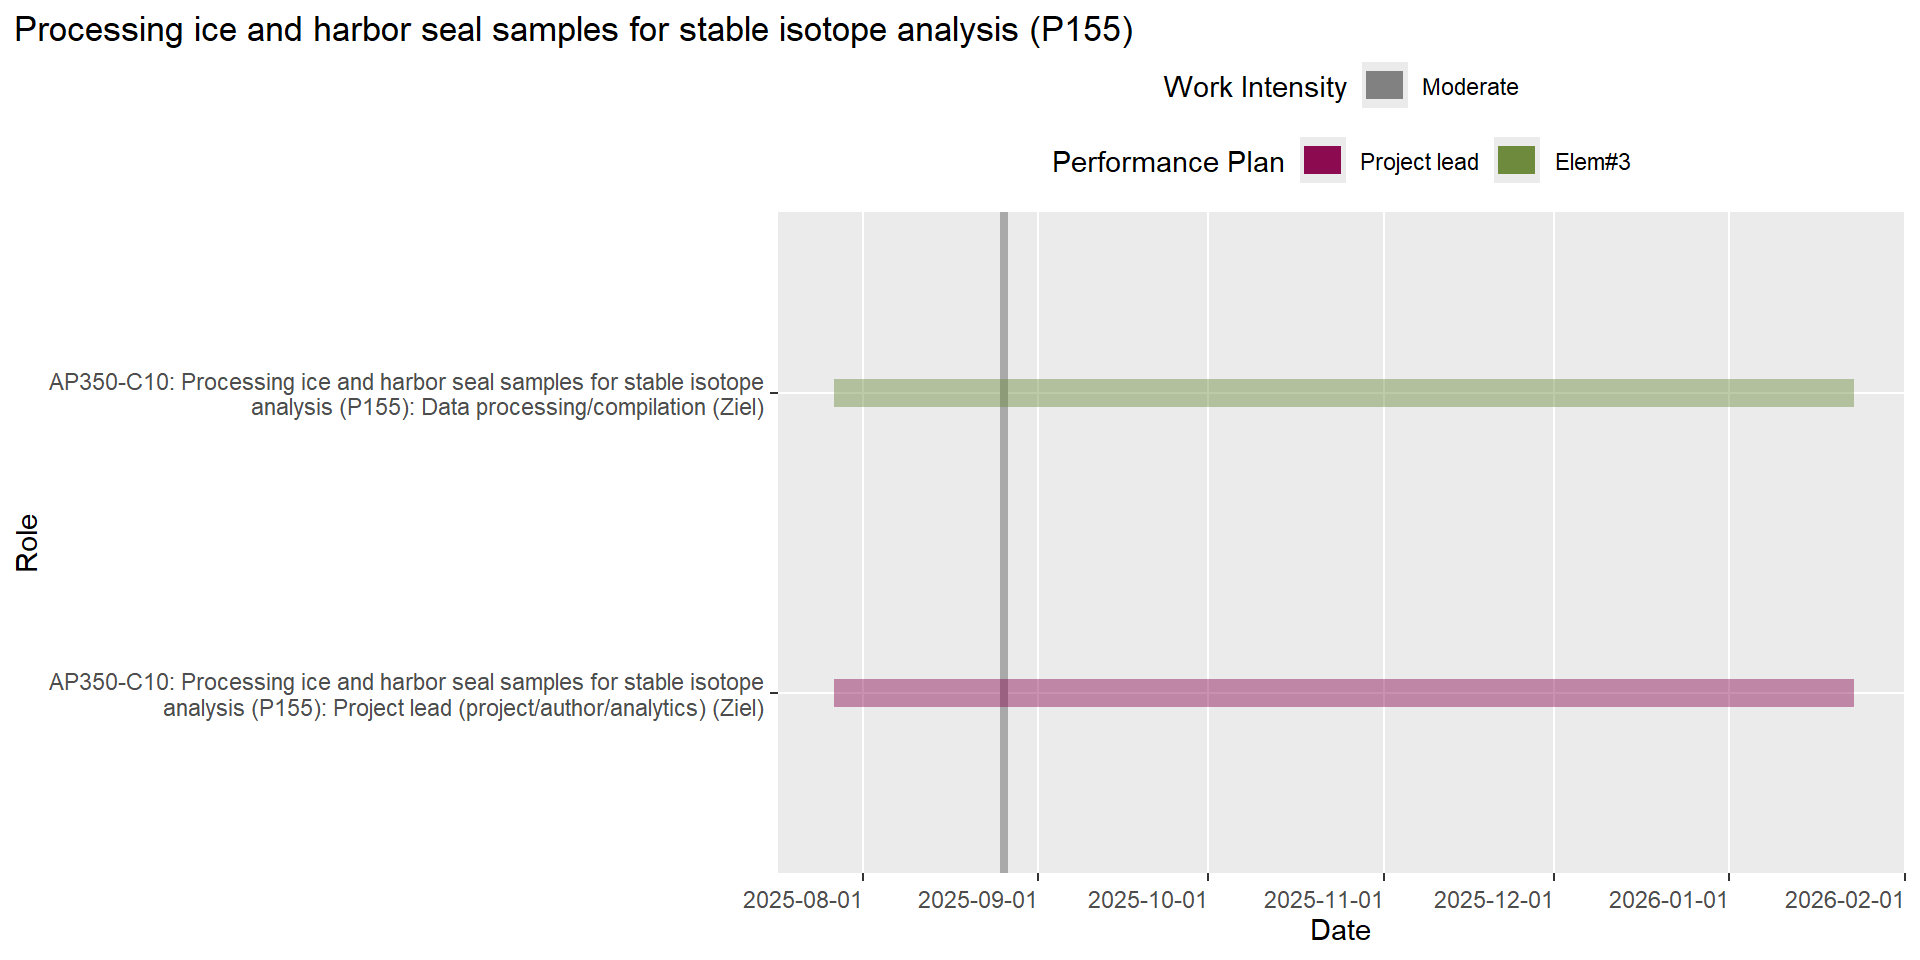 Processing ice and harbor seal samples for stable isotope analysis (P155)
Work Intensity Moderate
Performance Plan Project lead Elem#3
AP350-C10: Processing ice and harbor seal samples for stable isotope
analysis (P155): Data processing/compilation (Ziel)
Role
AP350-C10: Processing ice and harbor seal samples for stable isotope
analysis (P155): Project lead (project/author/analytics) (Ziel)
2025-08-01 2025-09-01 2025-10-01 2025-11-01 2025-12-01 2026-01-01 2026-02-01
Date